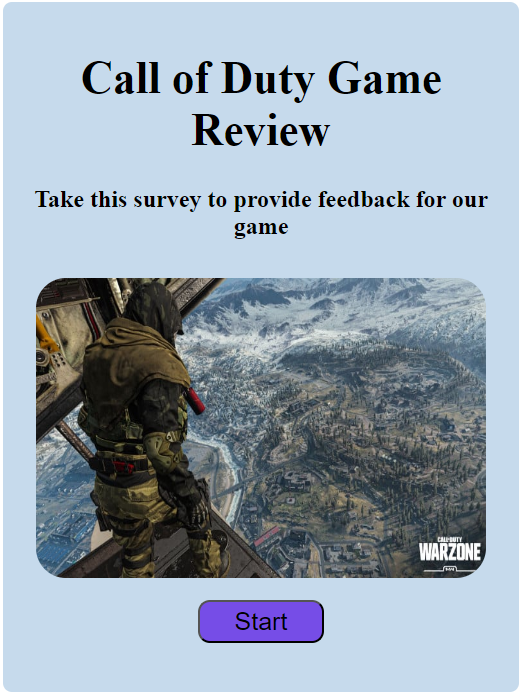 Call of Duty Game
Review
Take this survey to provide feedback for our
game
CALL OF DUTY
WARZONE
Start